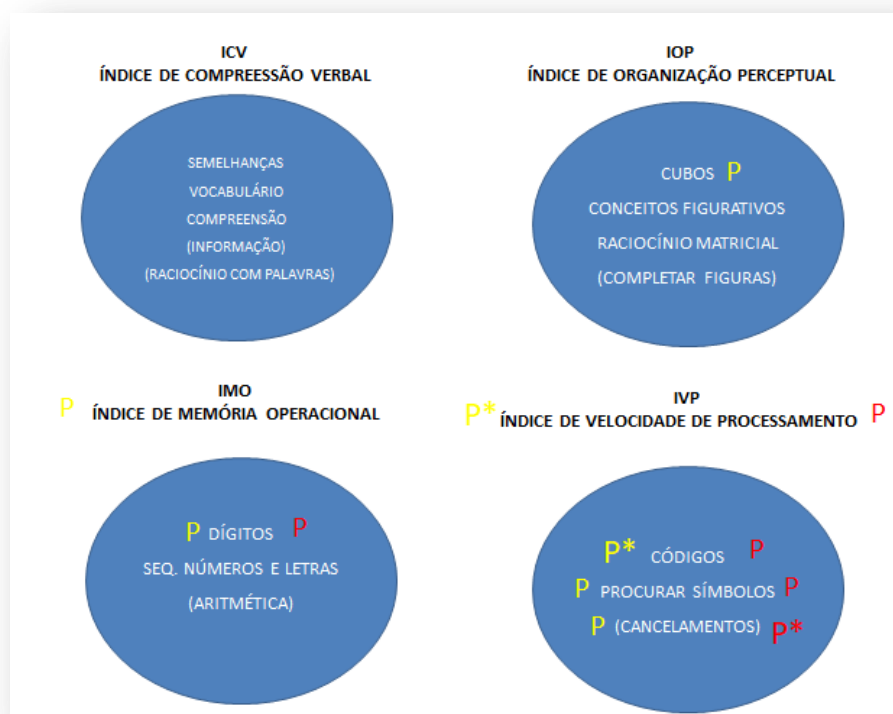 ICV
ÍNDICE DE COMPREESSÃO VERBAL
SEMELHANÇAS
VOCABULÁRIO
COMPREENSÃO
(INFORMAÇÃO)
(RACIOCÍNIO COM PALAVRAS)
IOP
ÍNDICE DE ORGANIZAÇÃO PERCEPTUAL
CUBOS P
CONCEITOS FIGURATIVOS
RACIOCÍNIO MATRICIAL
(COMPLETAR FIGURAS)
IMO
P ÍNDICE DE MEMÓRIA OPERACIONAL
P DÍGITOS P
SEQ. NÚMEROS E LETRAS
(ARITMÉTICA)
IVP
P* ÍNDICE DE VELOCIDADE DE PROCESSAMENTO P
P* CÓDIGOS P
P PROCURAR SÍMBOLOS P
P (CANCELAMENTOS) P*